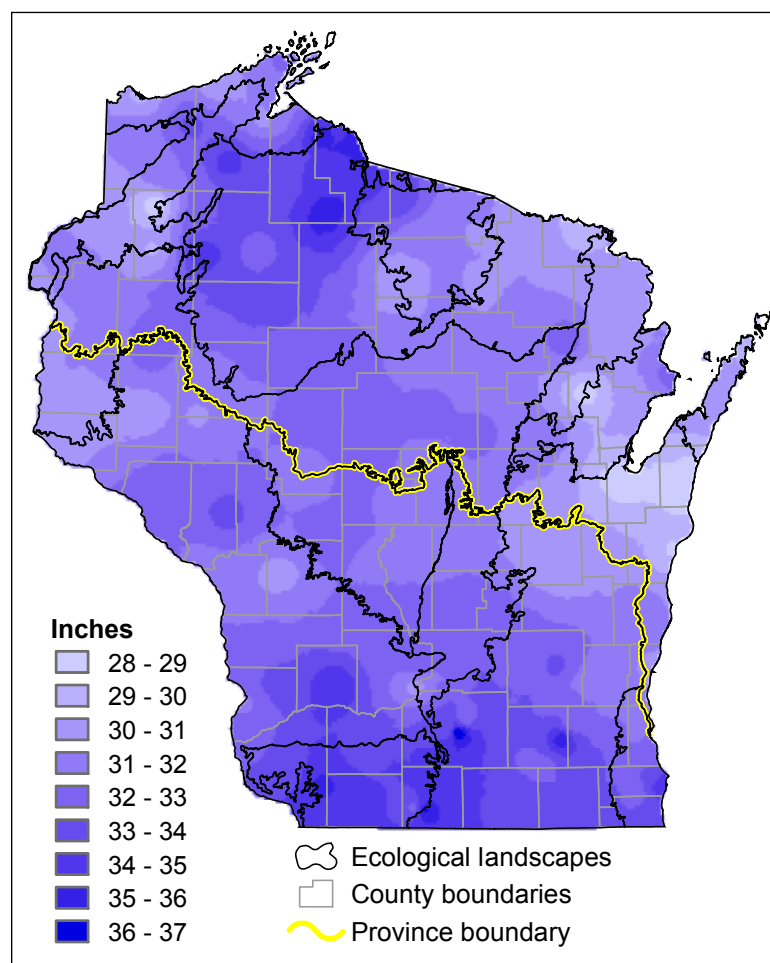 Inches
28 - 29
29 - 30
30 - 31
31 - 32
32 - 33
33 - 34
34 - 35
35 - 36
36 - 37
Ecological landscapes
County boundaries
Province boundary